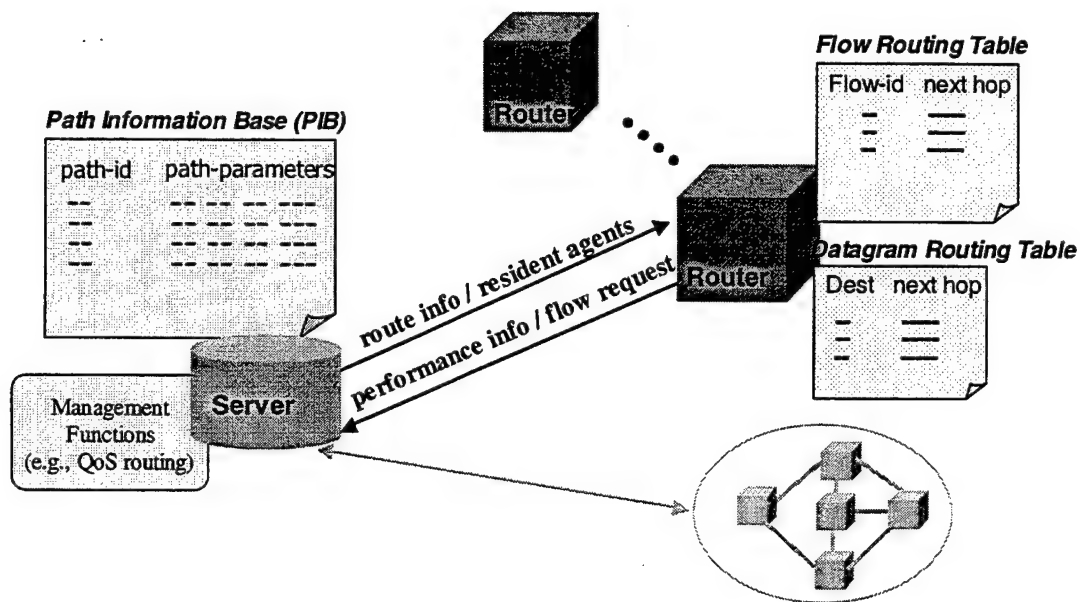 Flow Routing Table
Flow-id next hop
Router
Path Information Base (PIB)
path-id path-parameters
route info / resident agents
performance info / flow request
Router
Datagram Routing Table
Dest next hop
Server
Management
Functions
(e.g., QoS routing)